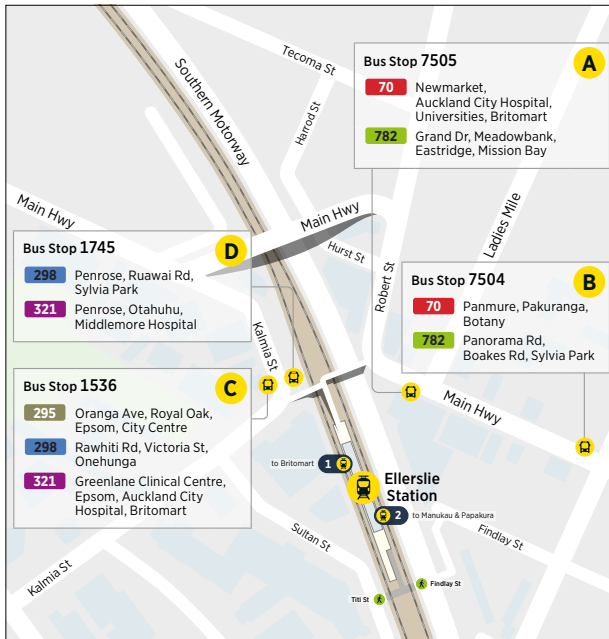 Tecoma St
Southern Motorway
Harrod St
Bus Stop 7505
A
70
Newmarket,
Auckland City Hospital,
Universities, Britomart
782
Grand Dr, Meadowbank,
Eastridge, Mission Bay
Main Hwy
Main Hwy
Ladies Mile
Hurst St
Robert St
Bus Stop 1745
D
298
Penrose, Ruawai Rd,
Sylvia Park
321
Penrose, Otahuhu,
Middlemore Hospital
Bus Stop 7504
B
70
Panmure, Pakuranga,
Botany
782
Panorama Rd,
Boakes Rd, Sylvia Park
Kalmia St
Bus Stop 1536
C
295
Oranga Ave, Royal Oak,
Epsom, City Centre
298
Rawhiti Rd, Victoria St,
Onehunga
321
Greenlane Clinical Centre,
Epsom, Auckland City
Hospital, Britomart
Main Hwy
to Britomart
1
Ellerslie
Station
2
to Manukau & Papakura
Sultan St
Findlay St
Kalmia St
Findlay St
Titi St